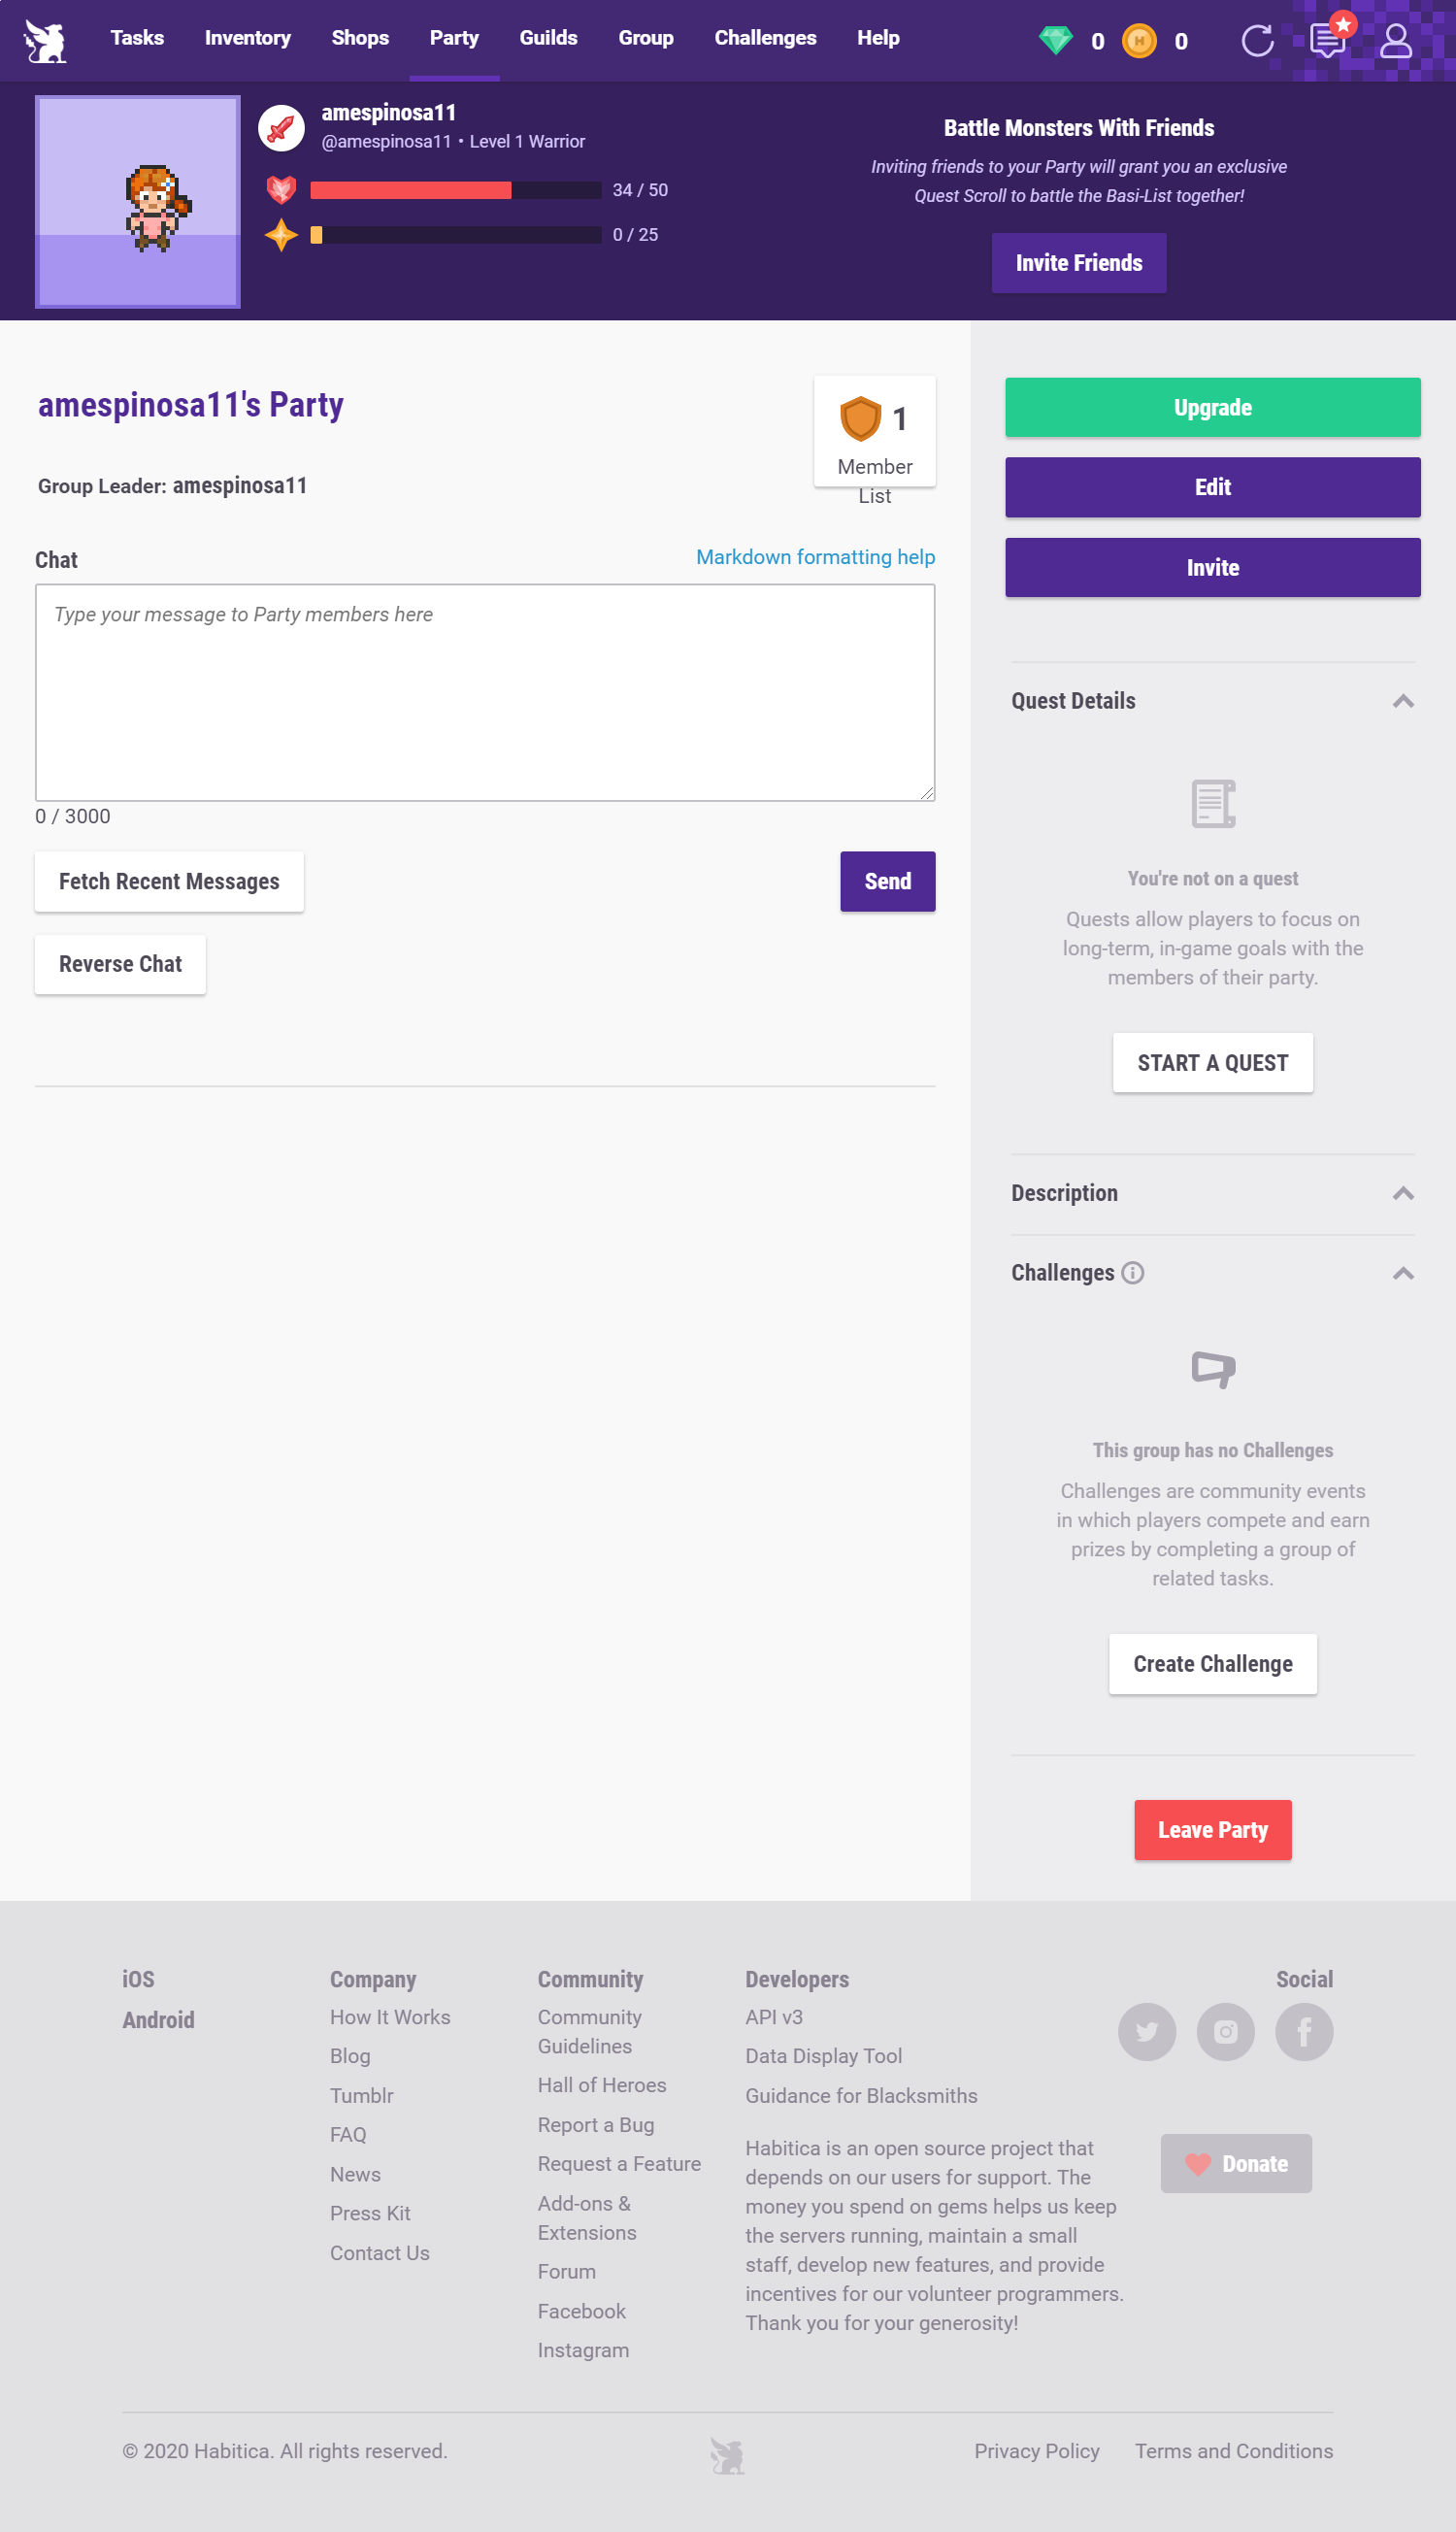 Tasks Inventory Shops Party Guilds Group Challenges Help 0 0
amespinosa11
@amespinosa11 • Level 1 Warrior
34 / 50
0 / 25
Battle Monsters With Friends
Inviting friends to your Party will grant you an exclusive
Quest Scroll to battle the Basi-List together!
Invite Friends
amespinosa11's Party
1
Member
List
Group Leader: amespinosa11
Chat
Markdown formatting help
Type your message to Party members here
0 / 3000
Fetch Recent Messages
Send
Reverse Chat
Upgrade
Edit
Invite
Quest Details
You're not on a quest
Quests allow players to focus on
long-term, in-game goals with the
members of their party.
START A QUEST
Description
Challenges
This group has no Challenges
Challenges are community events
in which players compete and earn
prizes by completing a group of
related tasks.
Create Challenge
Leave Party
iOS
Android
Company
How It Works
Blog
Tumblr
FAQ
News
Press Kit
Contact Us
Community
Community
Guidelines
Hall of Heroes
Report a Bug
Request a Feature
Add-ons &
Extensions
Forum
Facebook
Instagram
Developers
API v3
Data Display Tool
Guidance for Blacksmiths
Habitica is an open source project that
depends on our users for support. The
money you spend on gems helps us keep
the servers running, maintain a small
staff, develop new features, and provide
incentives for our volunteer programmers.
Thank you for your generosity!
Social
Donate
© 2020 Habitica. All rights reserved.
Privacy Policy
Terms and Conditions